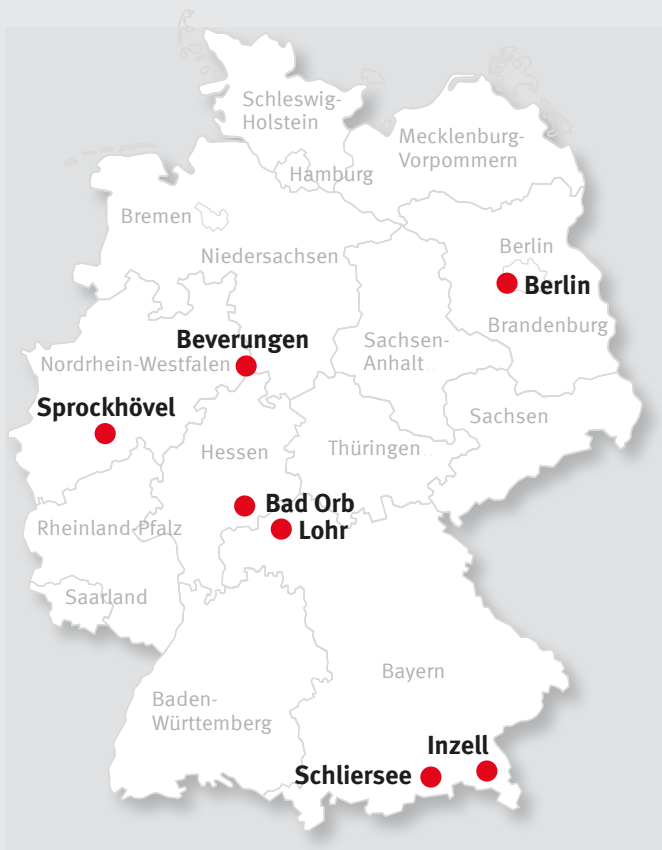 Schleswig-
Holstein
Mecklenburg-
Vorpommern
Hamburg
Bremen
Niedersachsen
Berlin
Berlin
Brandenburg
Beverungen
Sachsen-
Anhalt
Nordrhein-Westfalen
Sprockhövel
Sachsen
Hessen
Thüringen
Bad Orb
Lohr
Rheinland-Pfalz
Saarland
Bayern
Baden-
Württemberg
Inzell
Schliersee